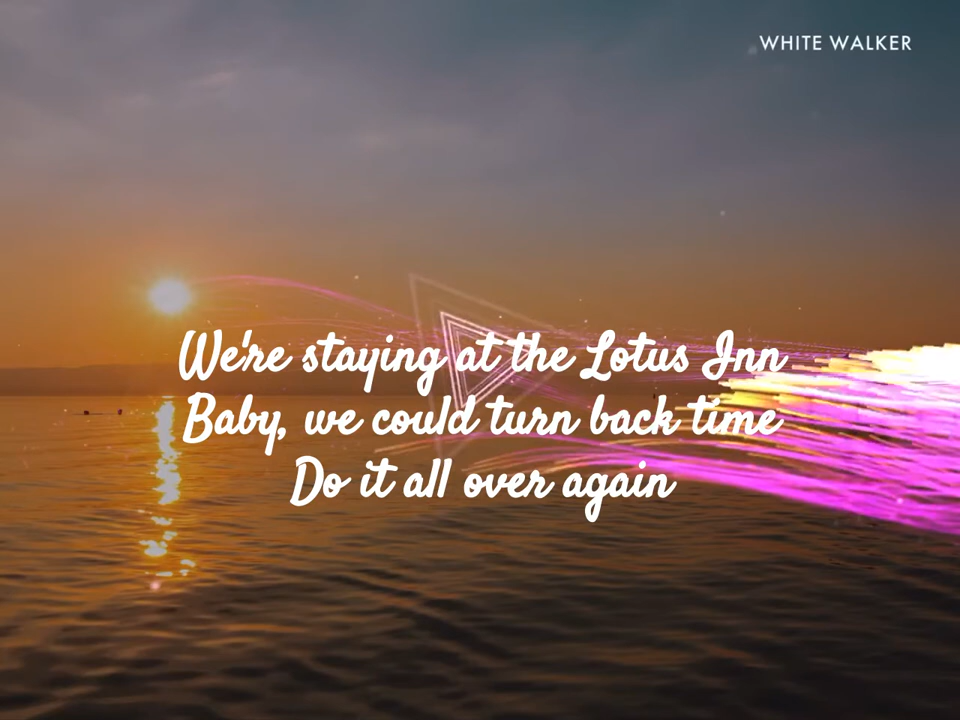 WHITE WALKER
We're staying at the Lotus Inn
Baby, we could turn back time
Do it all over again